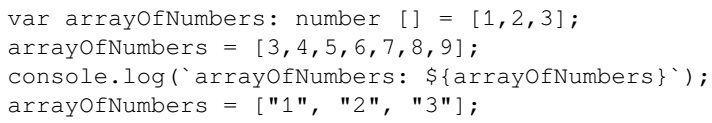 var arrayOfNumbers: number [] = [1,2,3];
arrayOfNumbers = [3,4,5,6,7,8,9];
console.log(`arrayOfNumbers: ${arrayOfNumbers}`);
arrayOfNumbers = ["1", "2", "3"];